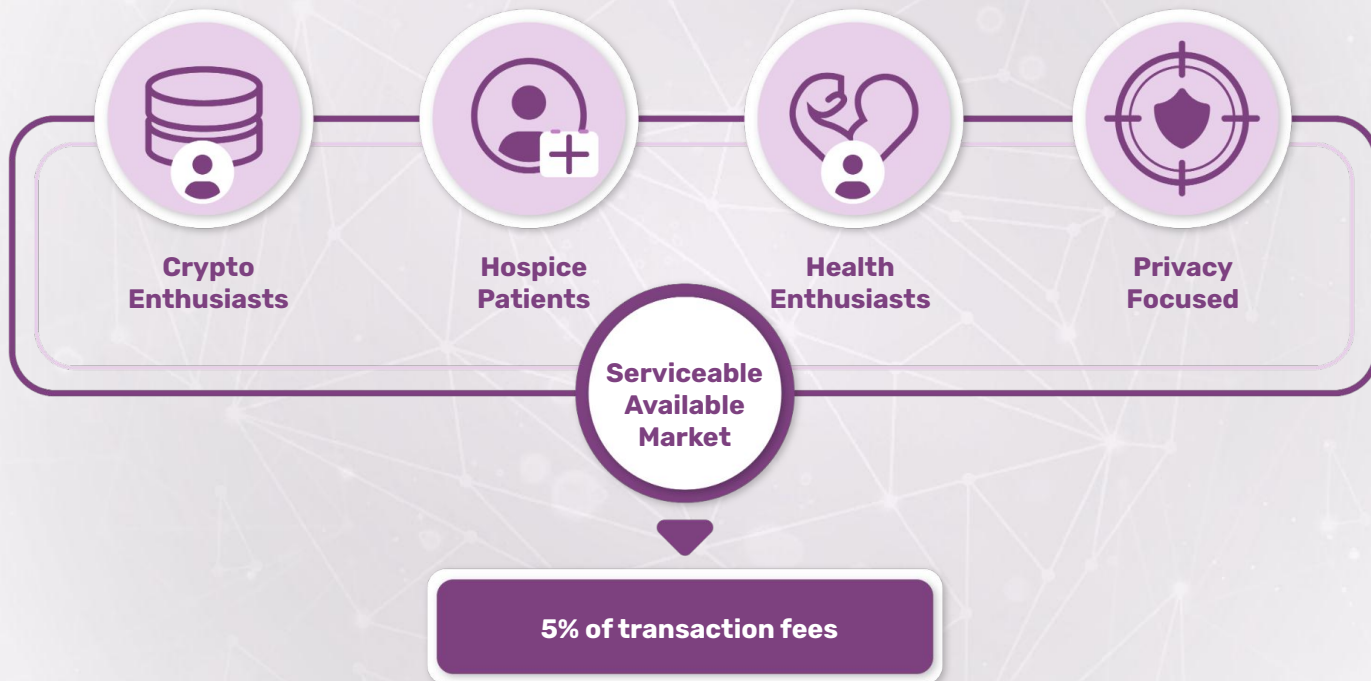 Crypto
Enthusiasts
Hospice
Patients
Health
Enthusiasts
Privacy
Focused
Serviceable
Available
Market
5% of transaction fees